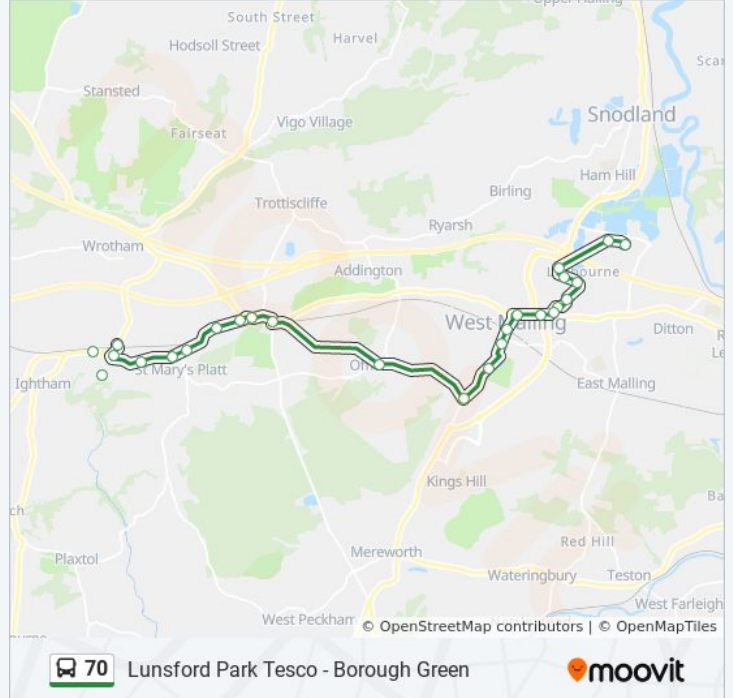 Upper Halling
South Street
Harvel
Hodsoll Street
Stansted
Snodland
Vigo Village
Fairseat
Ham Hill
Birling
Trottiscliffe
Ryarsh
Wrotham
Addington
West Malling
Ditton
St Mary's Platt
Ightham
East Malling
Kings Hill
Red Hill
Mereworth
Plaxtol
Wateringbury
Teston
West Farleigh
West Peckham
© OpenStreetMap contributors | © OpenMapTiles
70 Lunsford Park Tesco - Borough Green
moovit